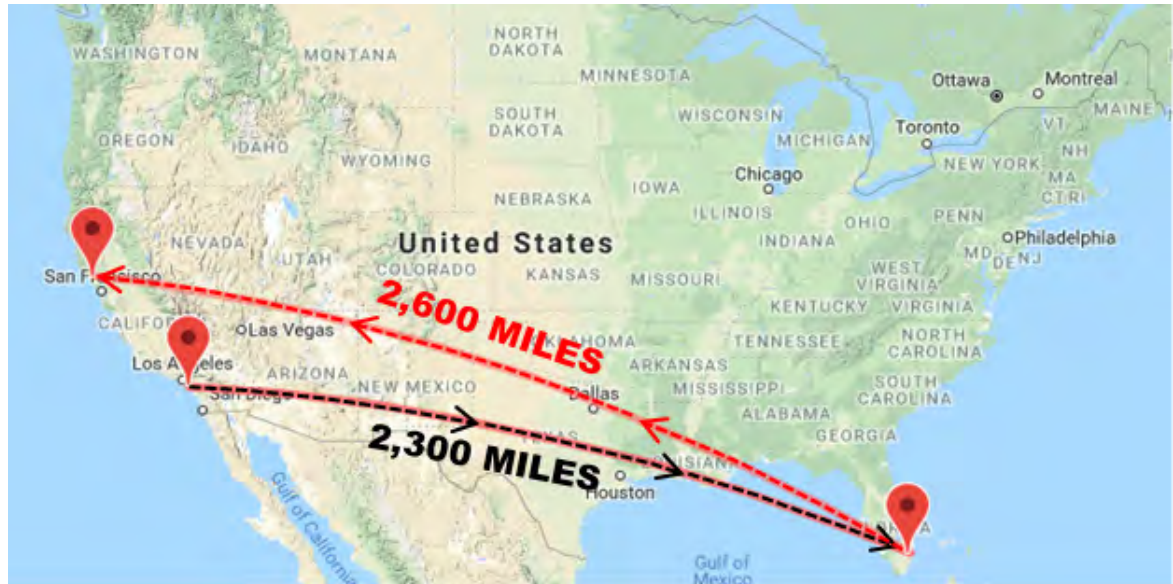 NORTH
DAKOTA
WASHINGTON
MONTANA
MINNESOTA
Ottawa
Montreal
MAINE
OREGON
IDAHO
SOUTH
DAKOTA
WISCONSIN
MICHIGAN
Toronto
VT
NH
WYOMING
NEW YORK
MA
CT RI
Chicago
IOWA
NEBRASKA
ILLINOIS
INDIANA
OHIO
PENN
Philadelphia
MD
DE NJ
NEVADA
UTAH
United States
COLORADO
KANSAS
MISSOURI
WEST
VIRGINIA
KENTUCKY
VIRGINIA
San Francisco
2,600 MILES
CALIFORNIA
Las Vegas
OKLAHOMA
TENNESSEE
NORTH
CAROLINA
Los Angeles
ARIZONA
NEW MEXICO
ARKANSAS
MISSISSIPPI
SOUTH
CAROLINA
San Diego
Dallas
ALABAMA
GEORGIA
2,300 MILES
TEXAS
LOUISIANA
Houston
Gulf of California
FLORIDA
Gulf of
Mexico